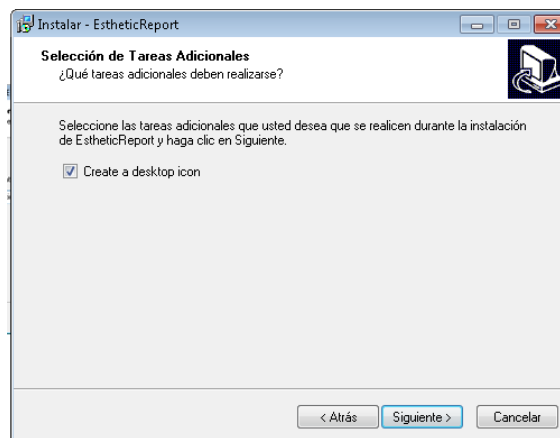 Instalar - EstheticReport
Selección de Tareas Adicionales
¿Qué tareas adicionales deben realizarse?
Seleccione las tareas adicionales que usted desea que se realicen durante la instalación
de EstheticReport y haga clic en Siguiente.
Create a desktop icon
< Atrás
Siguiente >
Cancelar